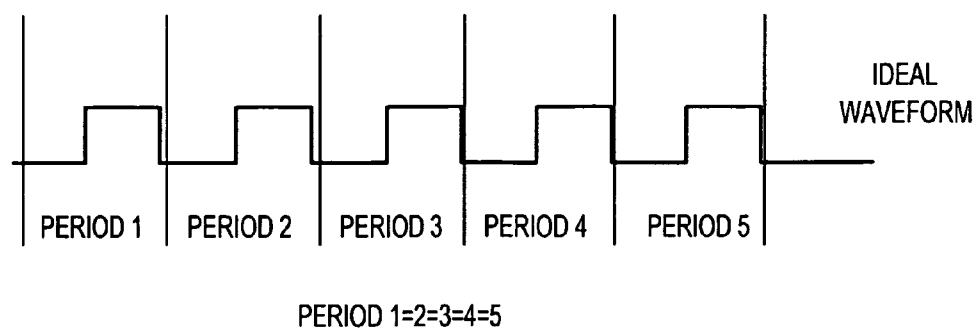 IDEAL
WAVEFORM
PERIOD 1
PERIOD 2
PERIOD 3
PERIOD 4
PERIOD 5
PERIOD 1=2=3=4=5